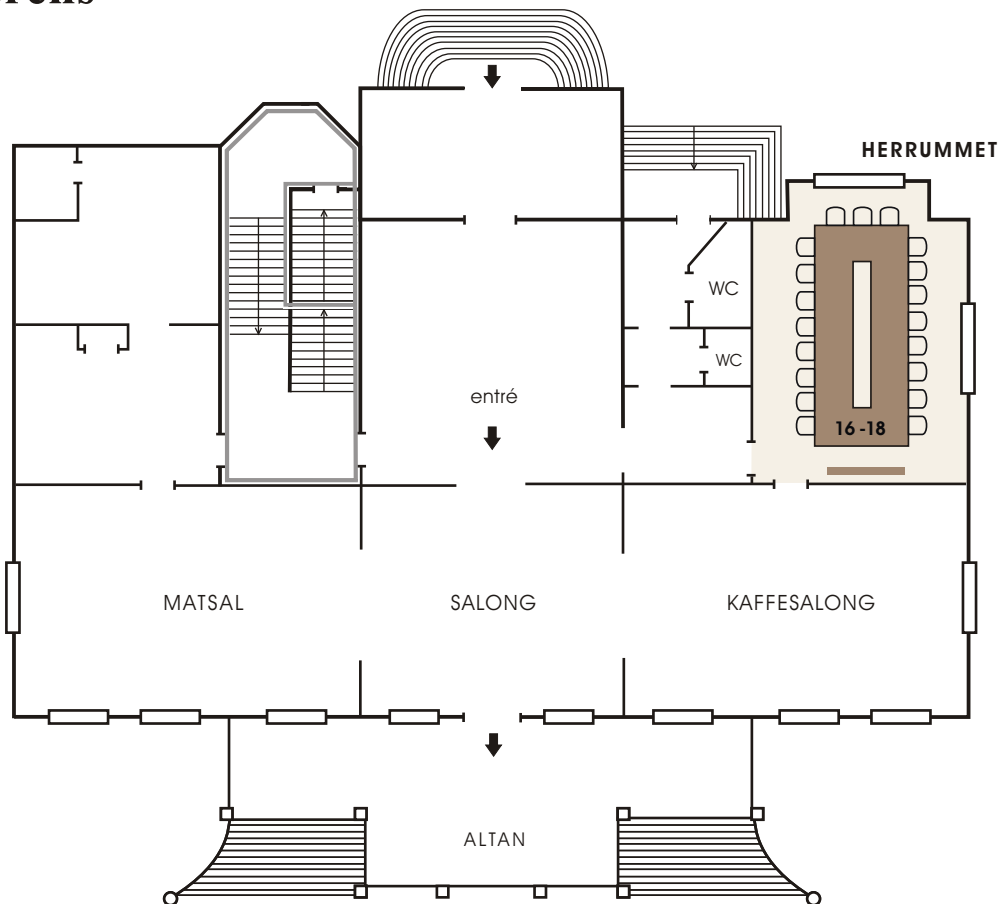 HERRUMMET
WC
WC
entré
16-18
MATSAL
SALONG
KAFFESALONG
ALTAN